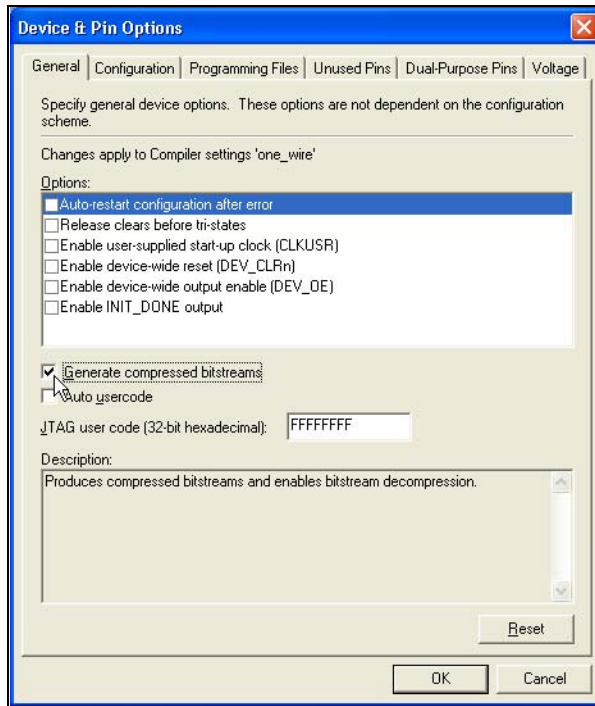 Device & Pin Options
General Configuration Programming Files Unused Pins Dual-Purpose Pins Voltage
Specify general device options. These options are not dependent on the configuration
scheme.
Changes apply to Compiler settings 'one_wire'
Options:
Auto-restart configuration after error
Release clears before tri-states
Enable user-supplied start-up clock (CLKUSR)
Enable device-wide reset (DEV_CLRn)
Enable device-wide output enable (DEV_OE)
Enable INIT_DONE output
Generate compressed bitstreams
Auto usercode
JTAG user code (32-bit hexadecimal): FFFFFFFF
Description:
Produces compressed bitstreams and enables bitstream decompression.
Reset
OK Cancel